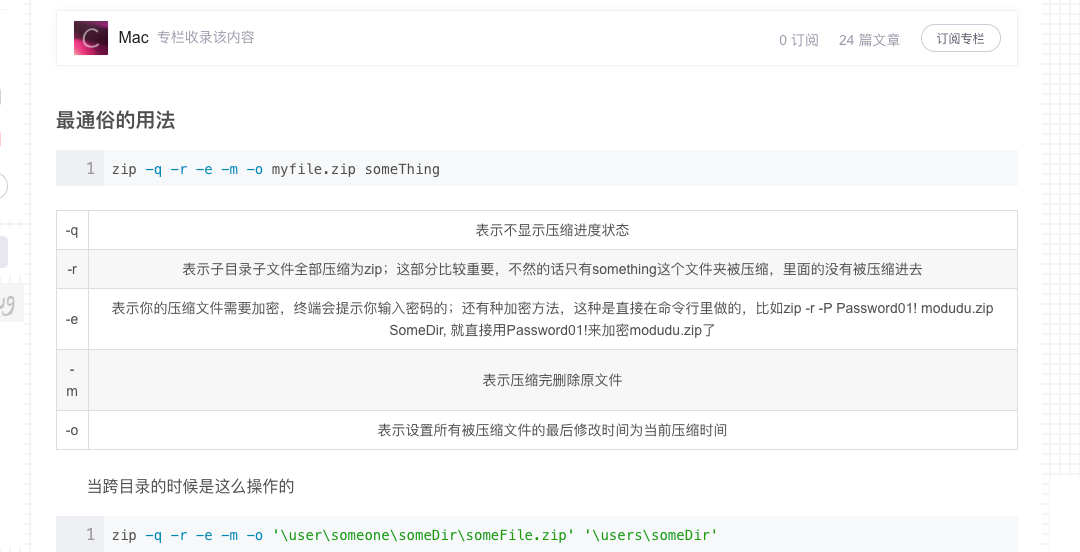 Mac 专栏收录该内容 0 订阅 24 篇文章 订阅专栏
最通俗的用法
1 zip -q -r -e -m -o myfile.zip someThing
-q 表示不显示压缩进度状态
-r 表示子目录子文件全部压缩为zip；这部分比较重要，不然的话只有something这个文件夹被压缩，里面的没有被压缩进去
-e 表示你的压缩文件需要加密，终端会提示你输入密码的；还有种加密方法，这种是直接在命令行里做的，比如zip -r -P Password01! modudu.zip
SomeDir, 就直接用Password01!来加密modudu.zip了
-
m 表示压缩完删除原文件
-o 表示设置所有被压缩文件的最后修改时间为当前压缩时间
当跨目录的时候是这么操作的
1 zip -q -r -e -m -o '\user\someone\someDir\someFile.zip' '\users\someDir'